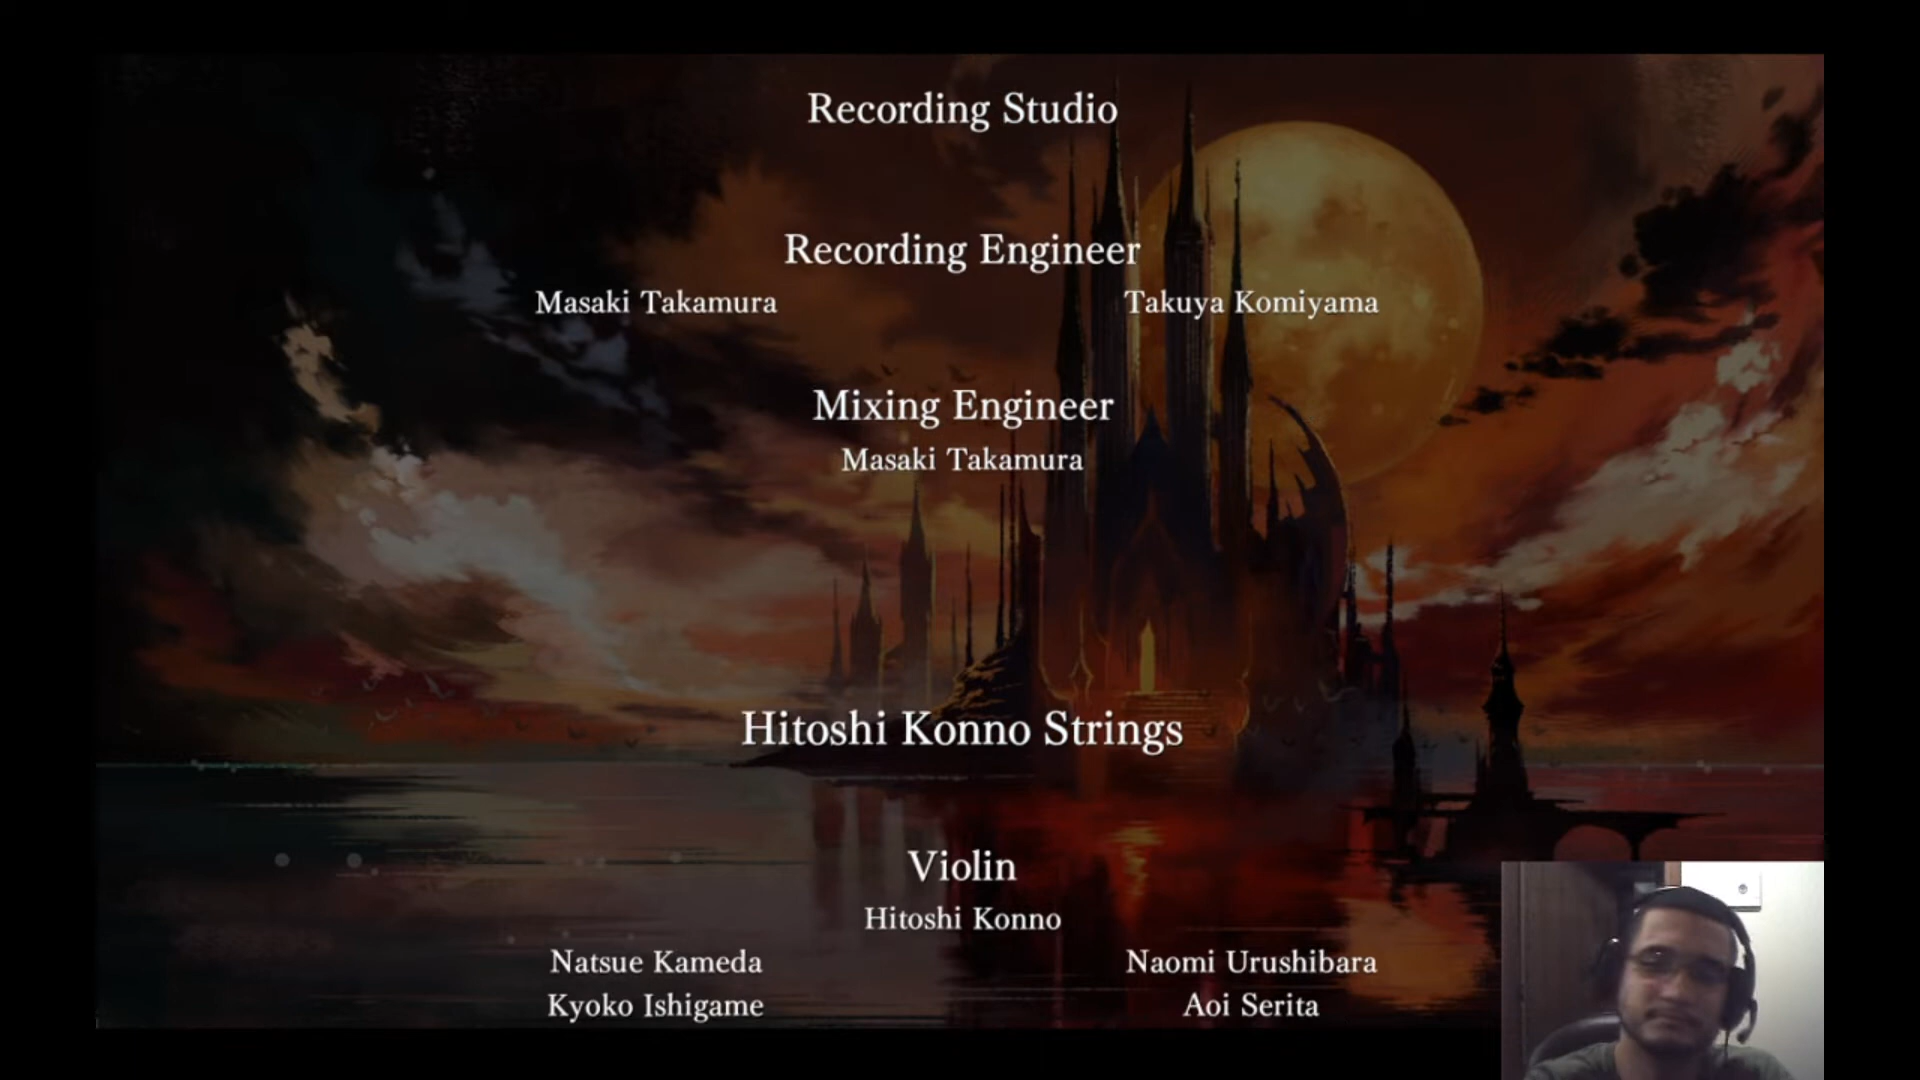 Recording Studio
Recording Engineer
Masaki Takamura Takuya Komiyama
Mixing Engineer
Masaki Takamura
Hitoshi Konno Strings
Violin
Hitoshi Konno
Natsue Kameda Naomi Urushibara
Kyoko Ishigame Aoi Serita